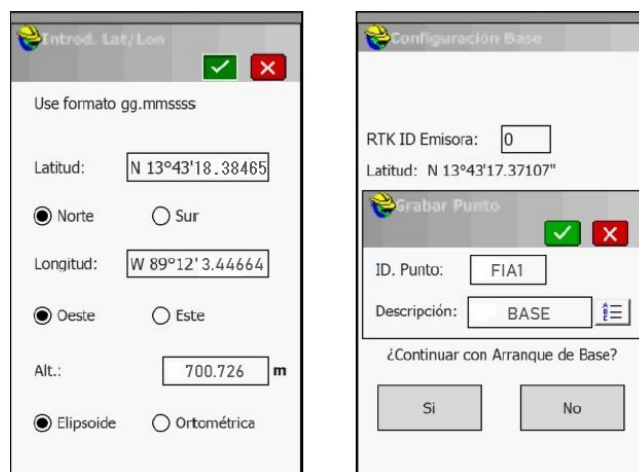 Introd. Lat/Lon
Use formato gg.mmssss
Latitud: N 13°43'18.38465
Norte Sur
Longitud: W 89°12'3.44664
Oeste Este
Alt.: 700.726 m
Elipsoide Ortométrica
Configuración Base
RTK ID Emisora: 0
Latitud: N 13°43'17.37107"
Grabar Punto
ID. Punto: FIA1
Descripción: BASE
¿Continuar con Arranque de Base?
Si No